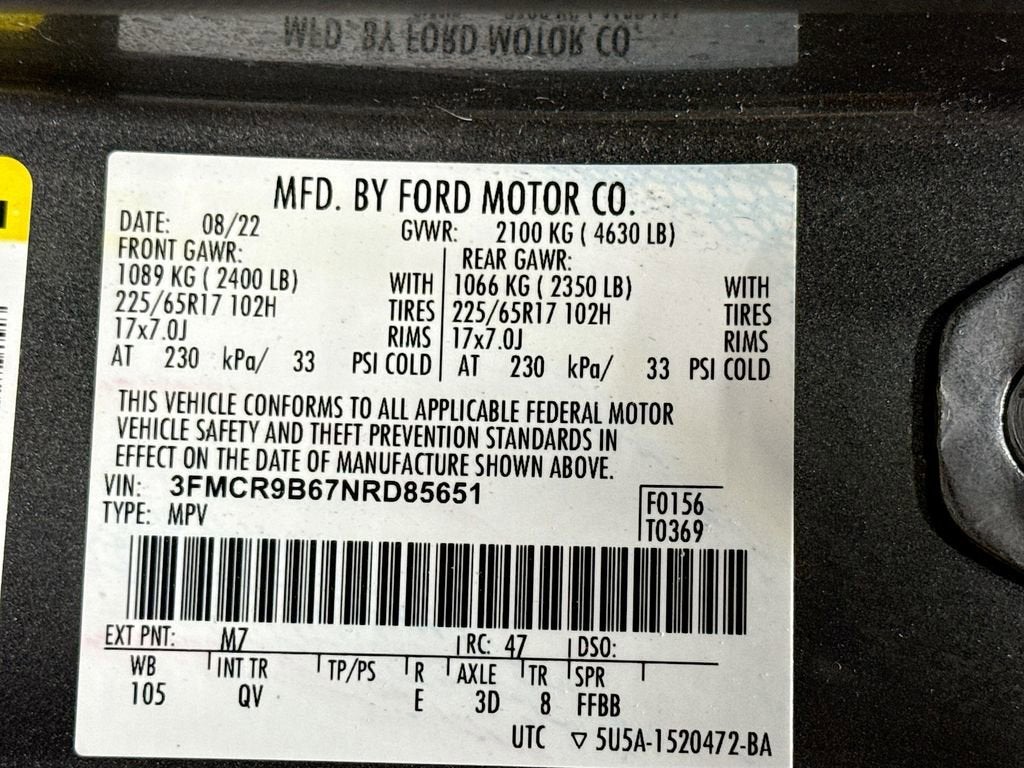 MFD. BY FORD MOTOR CO.
MFD. BY FORD MOTOR CO.
DATE: 08/22 GVWR: 2100 KG ( 4630 LB)
FRONT GAWR: REAR GAWR:
1089 KG ( 2400 LB) WITH 1066 KG ( 2350 LB) WITH
225/65R17 102H TIRES 225/65R17 102H TIRES
17x7.0J RIMS 17x7.0J RIMS
AT 230 kPa/ 33 PSI COLD AT 230 kPa/ 33 PSI COLD
THIS VEHICLE CONFORMS TO ALL APPLICABLE FEDERAL MOTOR
VEHICLE SAFETY AND THEFT PREVENTION STANDARDS IN
EFFECT ON THE DATE OF MANUFACTURE SHOWN ABOVE.
VIN: 3FMCR9B67NRD85651
TYPE: MPV
F0156
T0369
EXT PNT: M7 RC: 47 DSO:
WB INT TR TP/PS R AXLE TR SPR
105 QV E 3D 8 FFBB
UTC ▽ 5U5A-1520472-BA